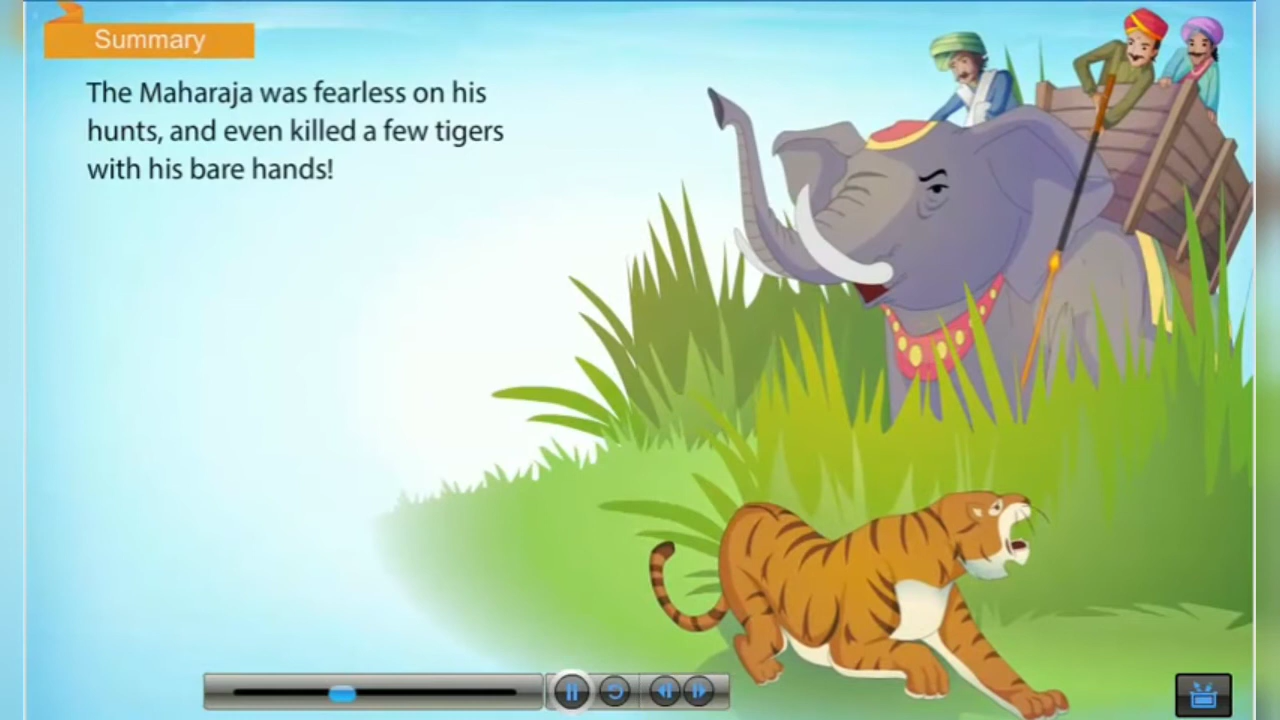 Summary
The Maharaja was fearless on his
hunts, and even killed a few tigers
with his bare hands!